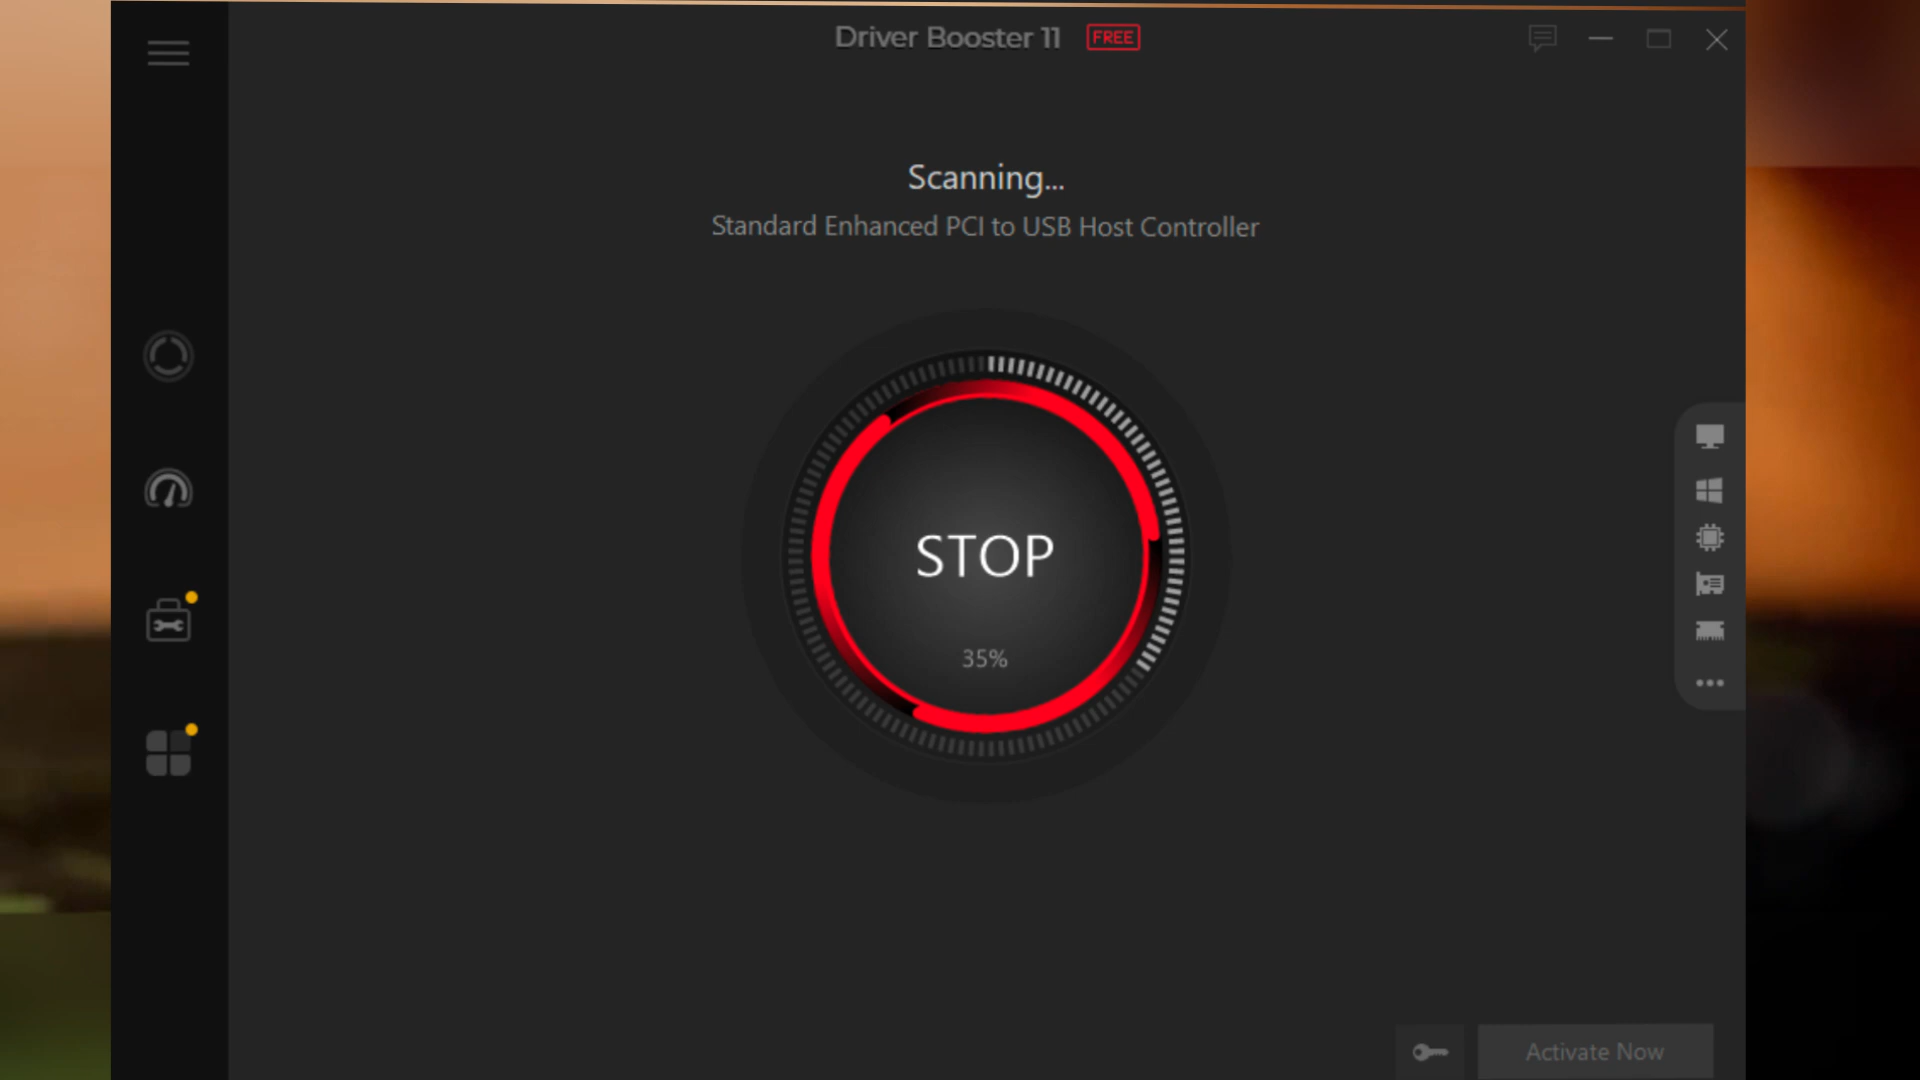 Driver Booster 11 FREE
Scanning...
Standard Enhanced PCI to USB Host Controller
STOP
35%
Activate Now